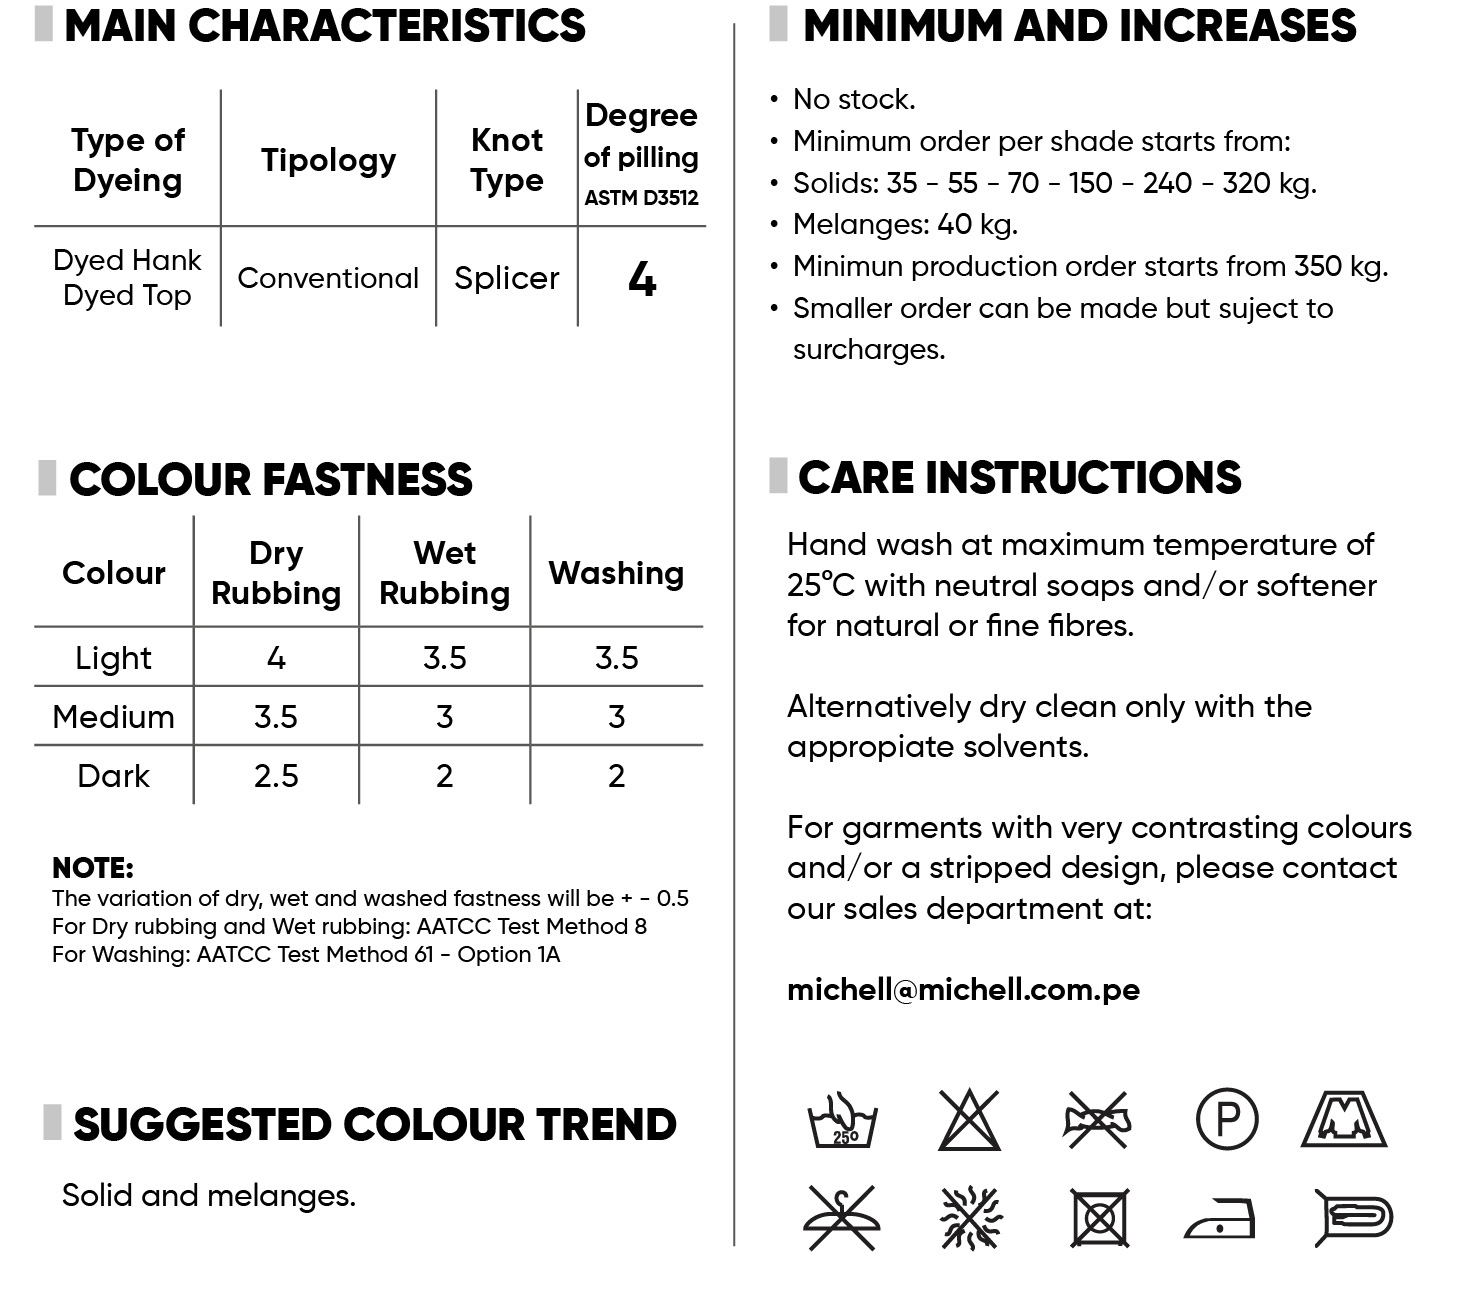 MAIN CHARACTERISTICS
Type of
Dyeing
Tipology
Knot
Type
Degree
of pilling
ASTM D3512
Dyed Hank
Dyed Top
Conventional
Splicer
4
COLOUR FASTNESS
Colour
Dry
Rubbing
Wet
Rubbing
Washing
Light 4 3.5 3.5
Medium 3.5 3 3
Dark 2.5 2 2
NOTE:
The variation of dry, wet and washed fastness will be + - 0.5
For Dry rubbing and Wet rubbing: AATCC Test Method 8
For Washing: AATCC Test Method 61 - Option 1A
SUGGESTED COLOUR TREND
Solid and melanges.
MINIMUM AND INCREASES
• No stock.
• Minimum order per shade starts from:
• Solids: 35 - 55 - 70 - 150 - 240 - 320 kg.
• Melanges: 40 kg.
• Minimun production order starts from 350 kg.
• Smaller order can be made but suject to
surcharges.
CARE INSTRUCTIONS
Hand wash at maximum temperature of
25°C with neutral soaps and/or softener
for natural or fine fibres.
Alternatively dry clean only with the
appropiate solvents.
For garments with very contrasting colours
and/or a stripped design, please contact
our sales department at:
michell@michell.com.pe
25º
P